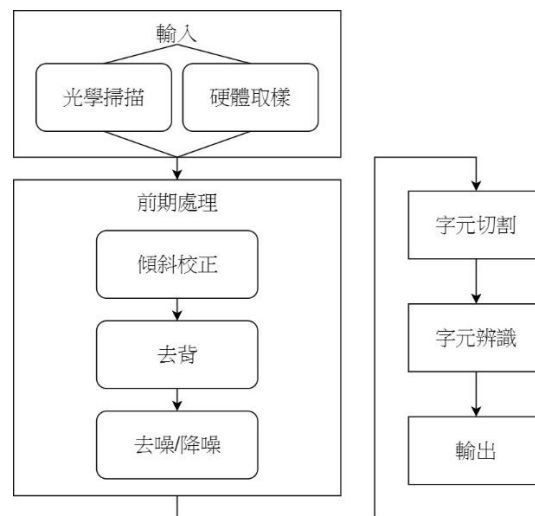 輸入
光學掃描
硬體取樣
前期處理
傾斜校正
去背
去噪/降噪
字元切割
字元辨識
輸出